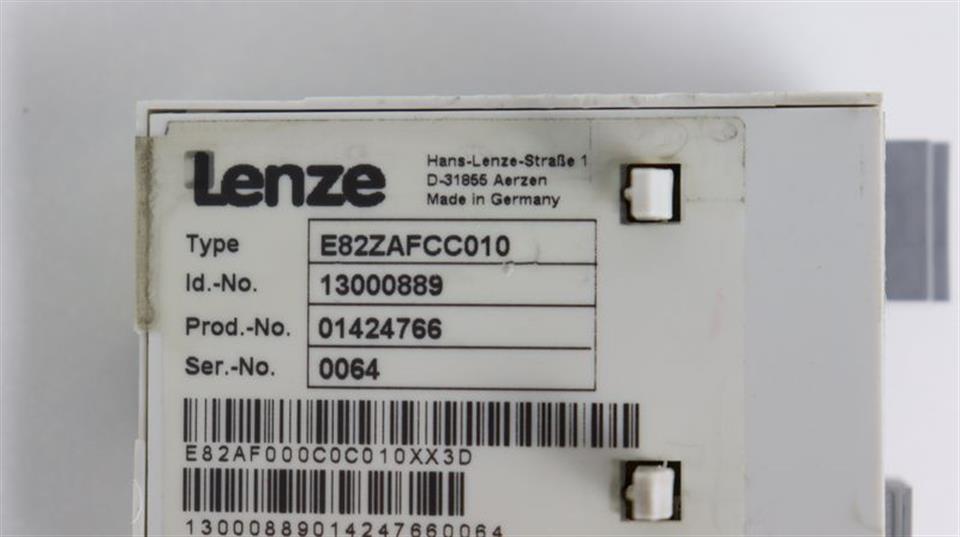 Lenze
Hans-Lenze-Straße 1
D-31855 Aerzen
Made in Germany
Type E82ZAFCC010
Id.-No. 13000889
Prod.-No. 01424766
Ser.-No. 0064
E82AF000C0C010XX3D
13000889014247660064